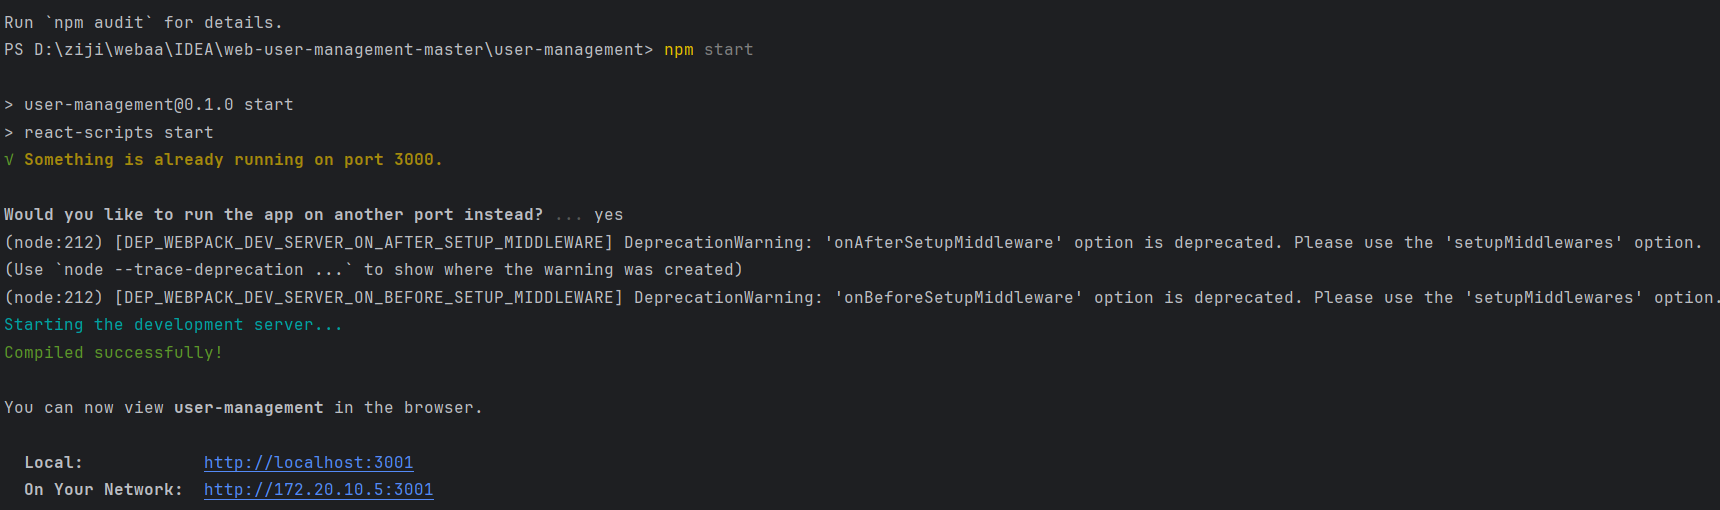 Run `npm audit` for details.
PS D:\ziji\webaa\IDEA\web-user-management-master\user-management> npm start
> user-management@0.1.0 start
> react-scripts start
√ Something is already running on port 3000.
Would you like to run the app on another port instead? ... yes
(node:212) [DEP_WEBPACK_DEV_SERVER_ON_AFTER_SETUP_MIDDLEWARE] DeprecationWarning: 'onAfterSetupMiddleware' option is deprecated. Please use the 'setupMiddlewares' option.
(Use `node --trace-deprecation ...` to show where the warning was created)
(node:212) [DEP_WEBPACK_DEV_SERVER_ON_BEFORE_SETUP_MIDDLEWARE] DeprecationWarning: 'onBeforeSetupMiddleware' option is deprecated. Please use the 'setupMiddlewares' option.
Starting the development server...
Compiled successfully!
You can now view user-management in the browser.
Local: http://localhost:3001
On Your Network: http://172.20.10.5:3001